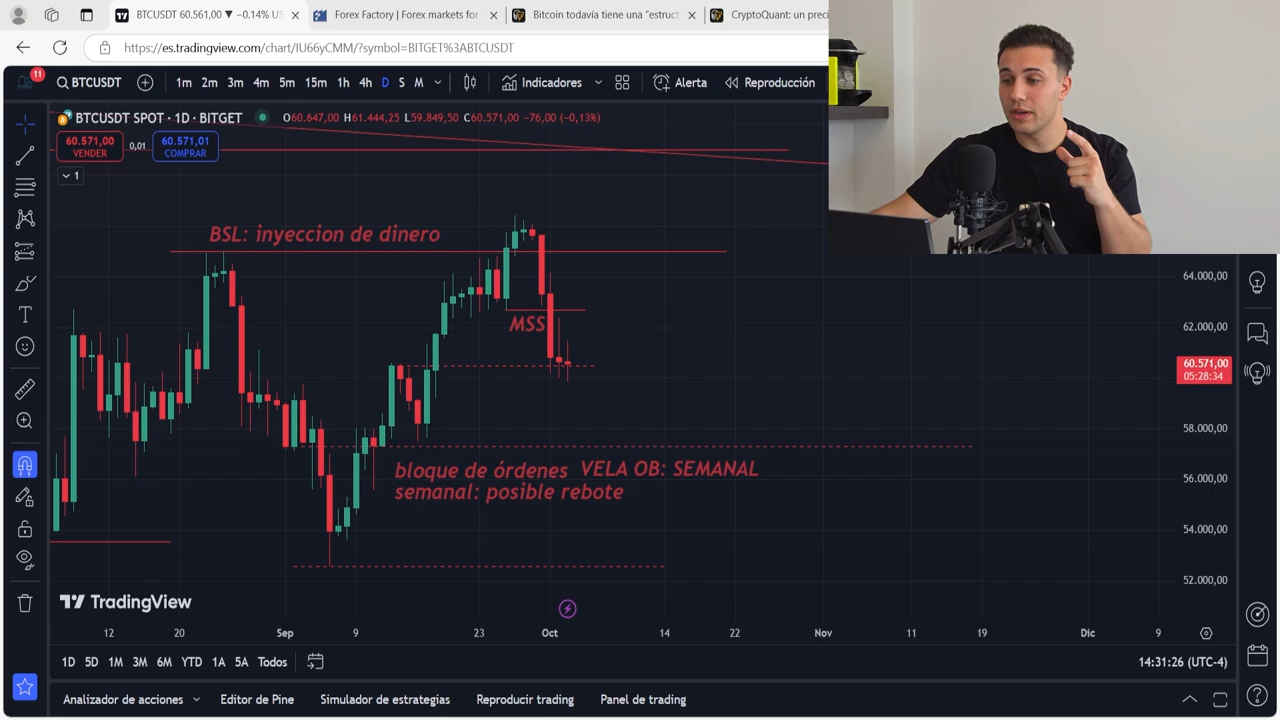 BTCUSDT 60.561,00 ▼ −0.14% US
Forex Factory | Forex markets for
Bitcoin todavía tiene una "estruct
CryptoQuant: un preci
https://es.tradingview.com/chart/IU66yCMM/?symbol=BITGET%3ABTCUSDT
11
BTCUSDT
1m 2m 3m 4m 5m 15m 1h 4h D S M
Indicadores
Alerta
Reproducción
BTCUSDT SPOT · 1D · BITGET
O60.647,0 H61.444,25 L59.849,50 C60.571,00 −76,00 (−0,13%)
60.571,00
VENDER
0,01
60.571,01
COMPRAR
1
BSL: inyeccion de dinero
64.000,00
MSS
62.000,00
60.571,00
05:28:34
58.000,00
bloque de órdenes
semanal: posible rebote
VELA OB: SEMANAL
56.000,00
54.000,00
52.000,00
TradingView
12 20 Sep 9 23 Oct 14 22 Nov 11 19 Dic 9
1D 5D 1M 3M 6M YTD 1A 5A Todos
14:31:26 (UTC-4)
Analizador de acciones
Editor de Pine
Simulador de estrategias
Reproducir trading
Panel de trading